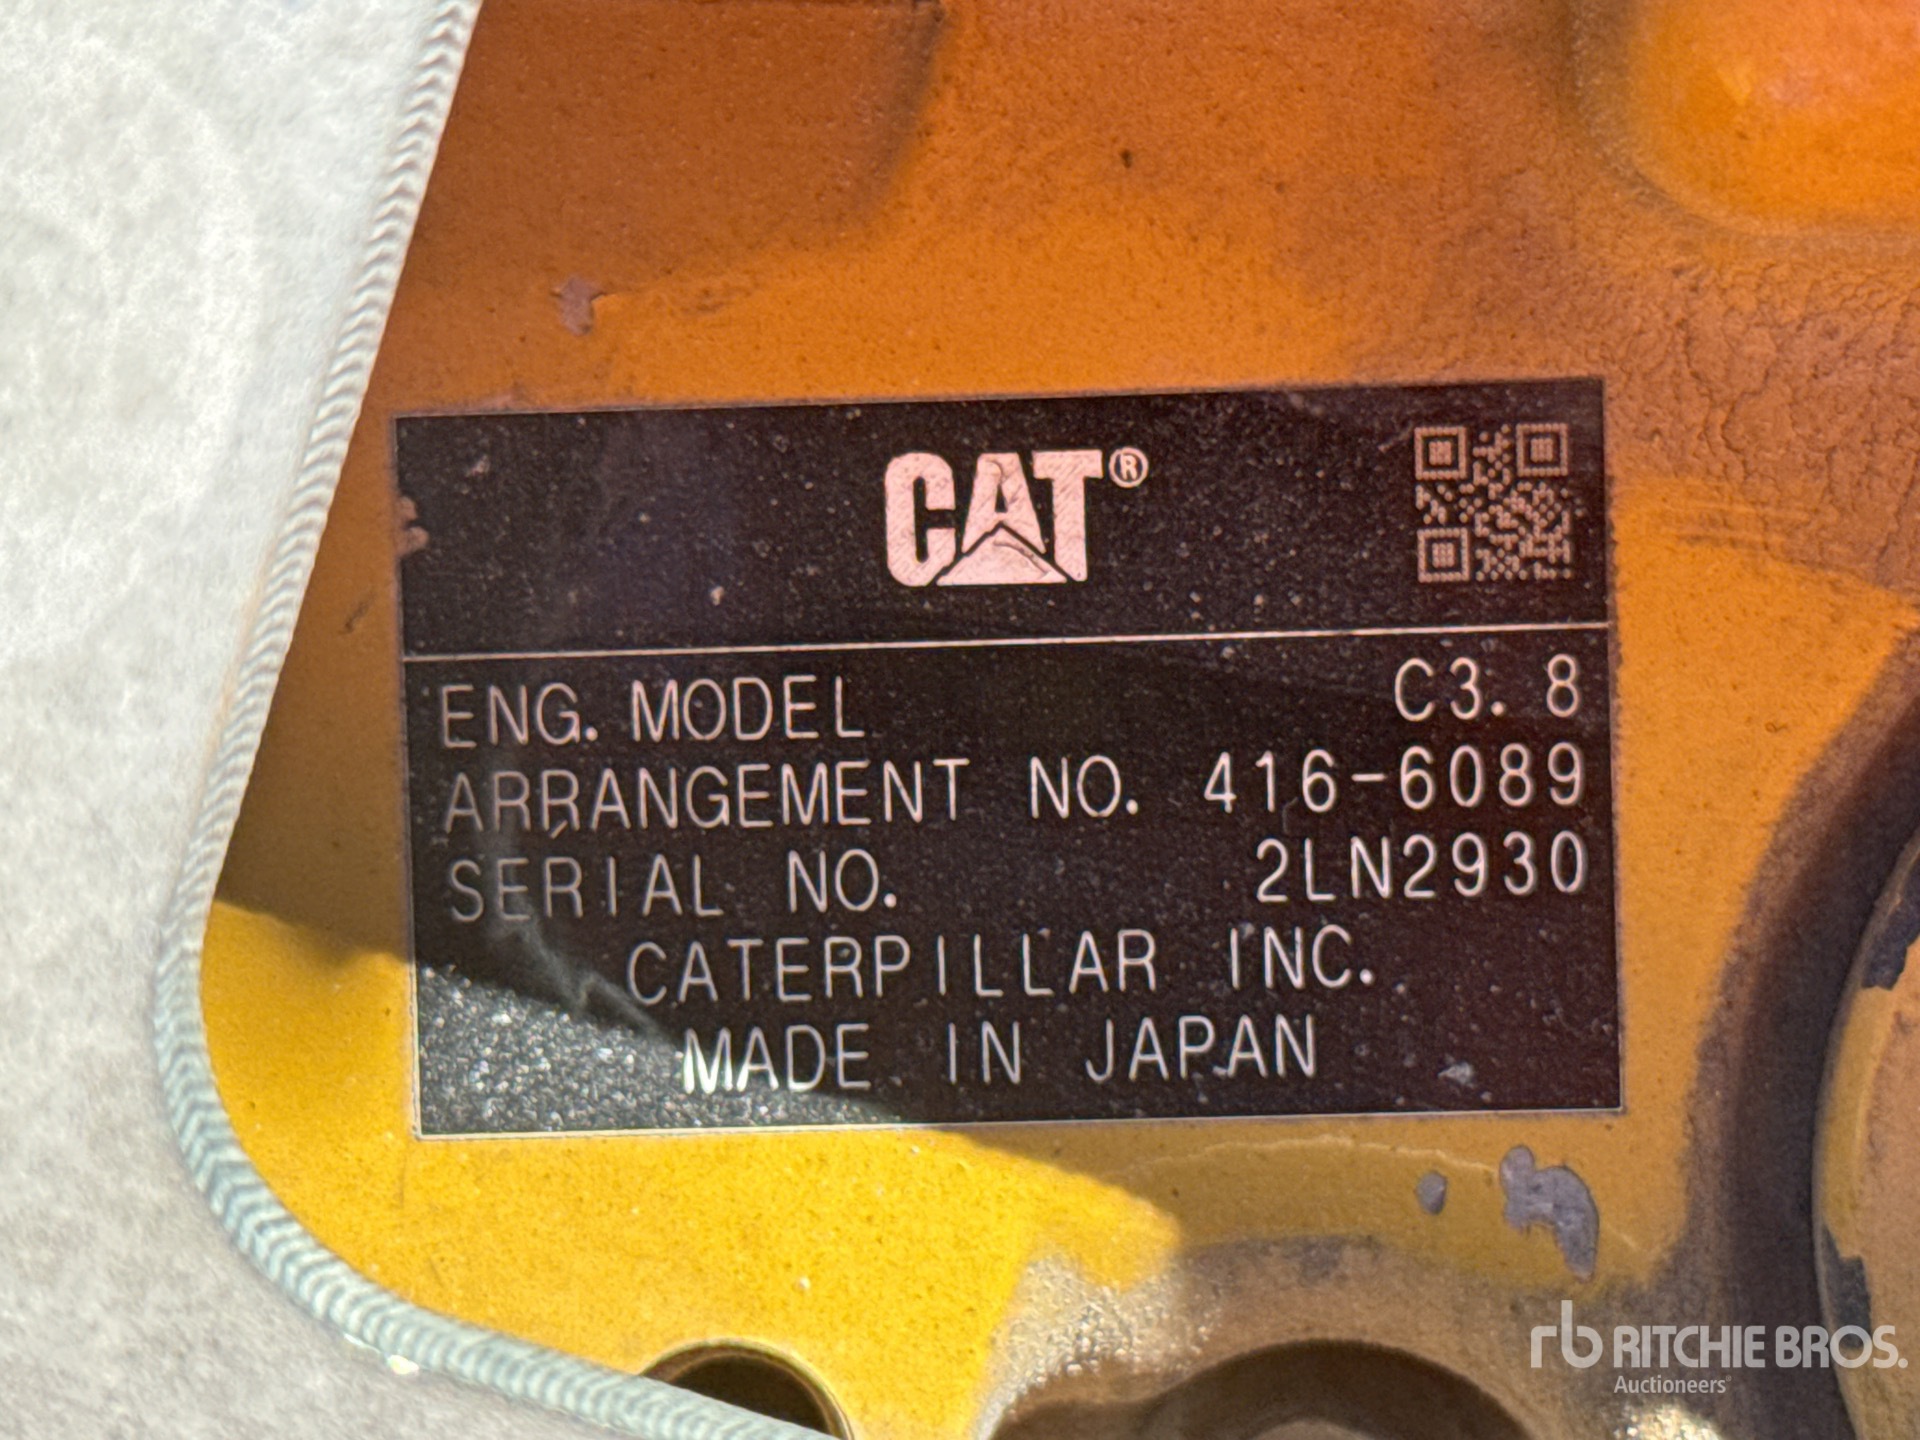 CAT®
ENG. MODEL C3.8
ARRANGEMENT NO. 416-6089
SERIAL NO. 2LN2930
CATERPILLAR INC.
MADE IN JAPAN
rb RITCHIE BROS.
Auctioneers